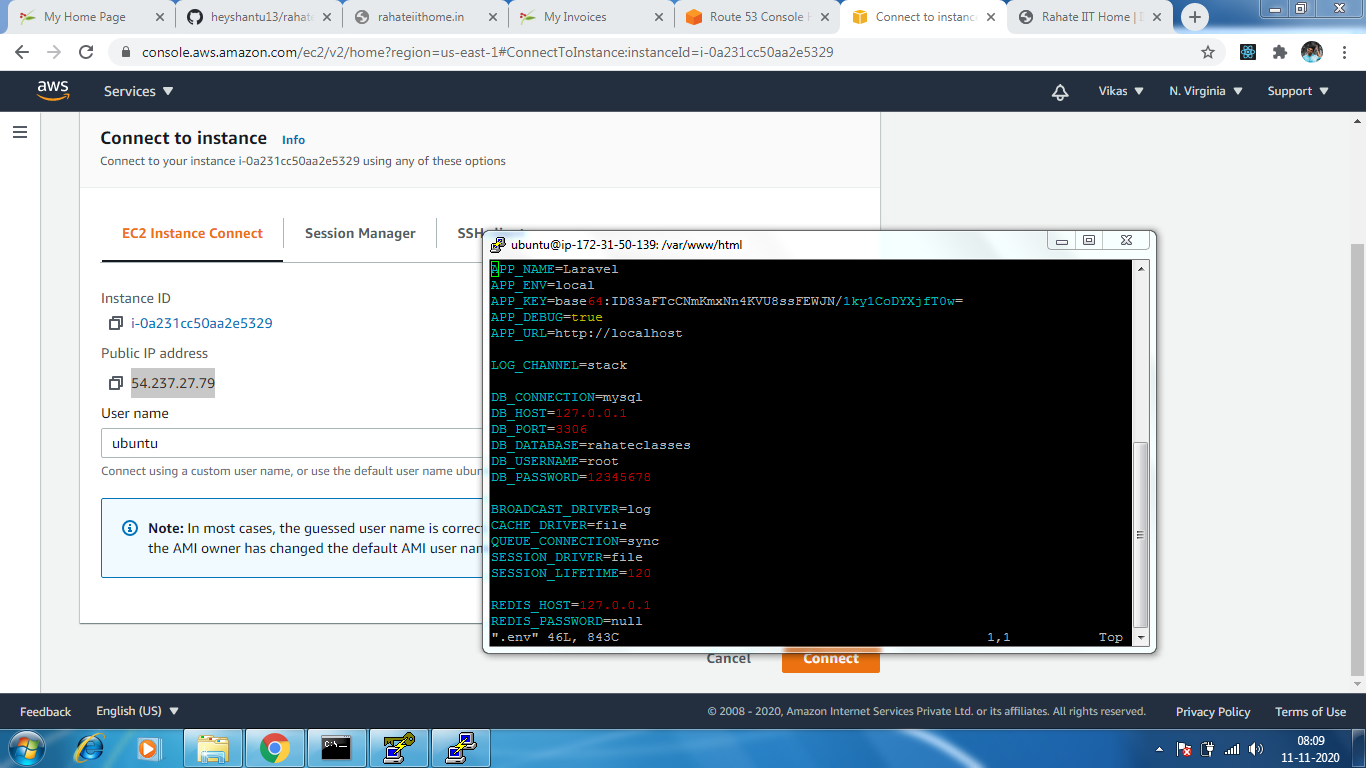 My Home Page
heyshantu13/rahate
rahateiithome.in
My Invoices
Route 53 Console
Connect to instanc
Rahate IIT Home |
console.aws.amazon.com/ec2/v2/home?region=us-east-1#ConnectToInstance:instanceId=i-0a231cc50aa2e5329
aws
Services
Vikas
N. Virginia
Support
Connect to instance Info
Connect to your instance i-0a231cc50aa2e5329 using any of these options
EC2 Instance Connect
Session Manager
SSH client
Instance ID
i-0a231cc50aa2e5329
Public IP address
54.237.27.79
User name
ubuntu
Connect using a custom user name, or use the default user name ubun
Note: In most cases, the guessed user name is correc
the AMI owner has changed the default AMI user nam
ubuntu@ip-172-31-50-139: /var/www/html
APP_NAME=Laravel
APP_ENV=local
APP_KEY=base64:ID83aFTcCNmKmxNn4KVU8ssFEWJN/1ky1CoDYXjfT0w=
APP_DEBUG=true
APP_URL=http://localhost
LOG_CHANNEL=stack
DB_CONNECTION=mysql
DB_HOST=127.0.0.1
DB_PORT=3306
DB_DATABASE=rahateclasses
DB_USERNAME=root
DB_PASSWORD=12345678
BROADCAST_DRIVER=log
CACHE_DRIVER=file
QUEUE_CONNECTION=sync
SESSION_DRIVER=file
SESSION_LIFETIME=120
REDIS_HOST=127.0.0.1
REDIS_PASSWORD=null
".env" 46L, 843C 1,1 Top
Cancel
Connect
Feedback
English (US)
© 2008 - 2020, Amazon Internet Services Private Ltd. or its affiliates. All rights reserved.
Privacy Policy
Terms of Use
08:09
11-11-2020